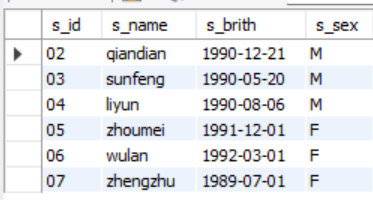 s_id s_name s_brith s_sex
02 qiandian 1990-12-21 M
03 sunfeng 1990-05-20 M
04 liyun 1990-08-06 M
05 zhoumei 1991-12-01 F
06 wulan 1992-03-01 F
07 zhengzhu 1989-07-01 F